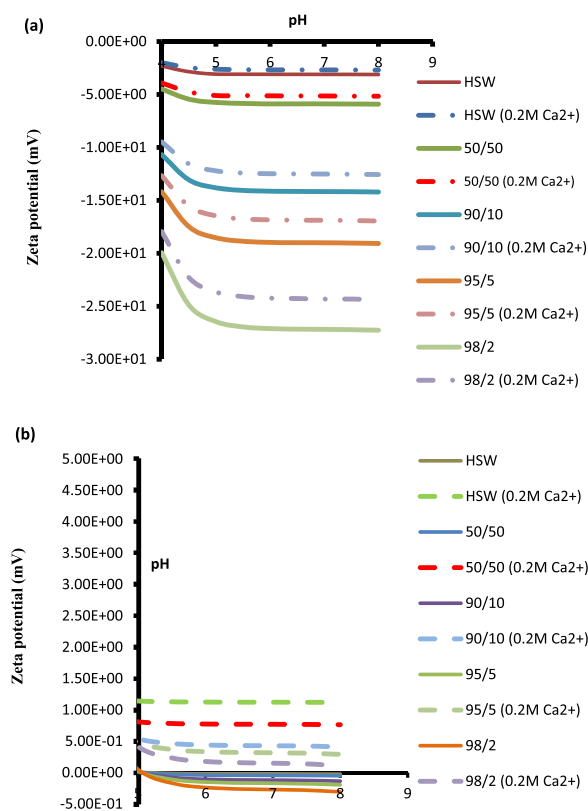 (a)
pH
0.00E+00
4 5 6 7 8 9
-5.00E+00
-1.00E+01
-1.50E+01
-2.00E+01
-2.50E+01
-3.00E+01
Zeta potential (mV)
HSW
HSW (0.2M Ca2+)
50/50
50/50 (0.2M Ca2+)
90/10
90/10 (0.2M Ca2+)
95/5
95/5 (0.2M Ca2+)
98/2
98/2 (0.2M Ca2+)
(b)
5.00E+00
4.50E+00
4.00E+00
3.50E+00
3.00E+00
2.50E+00
2.00E+00
1.50E+00
1.00E+00
5.00E-01
0.00E+00
-5.00E-01
Zeta potential (mV)
pH
5 6 7 8 9
HSW
HSW (0.2M Ca2+)
50/50
50/50 (0.2M Ca2+)
90/10
90/10 (0.2M Ca2+)
95/5
95/5 (0.2M Ca2+)
98/2
98/2 (0.2M Ca2+)